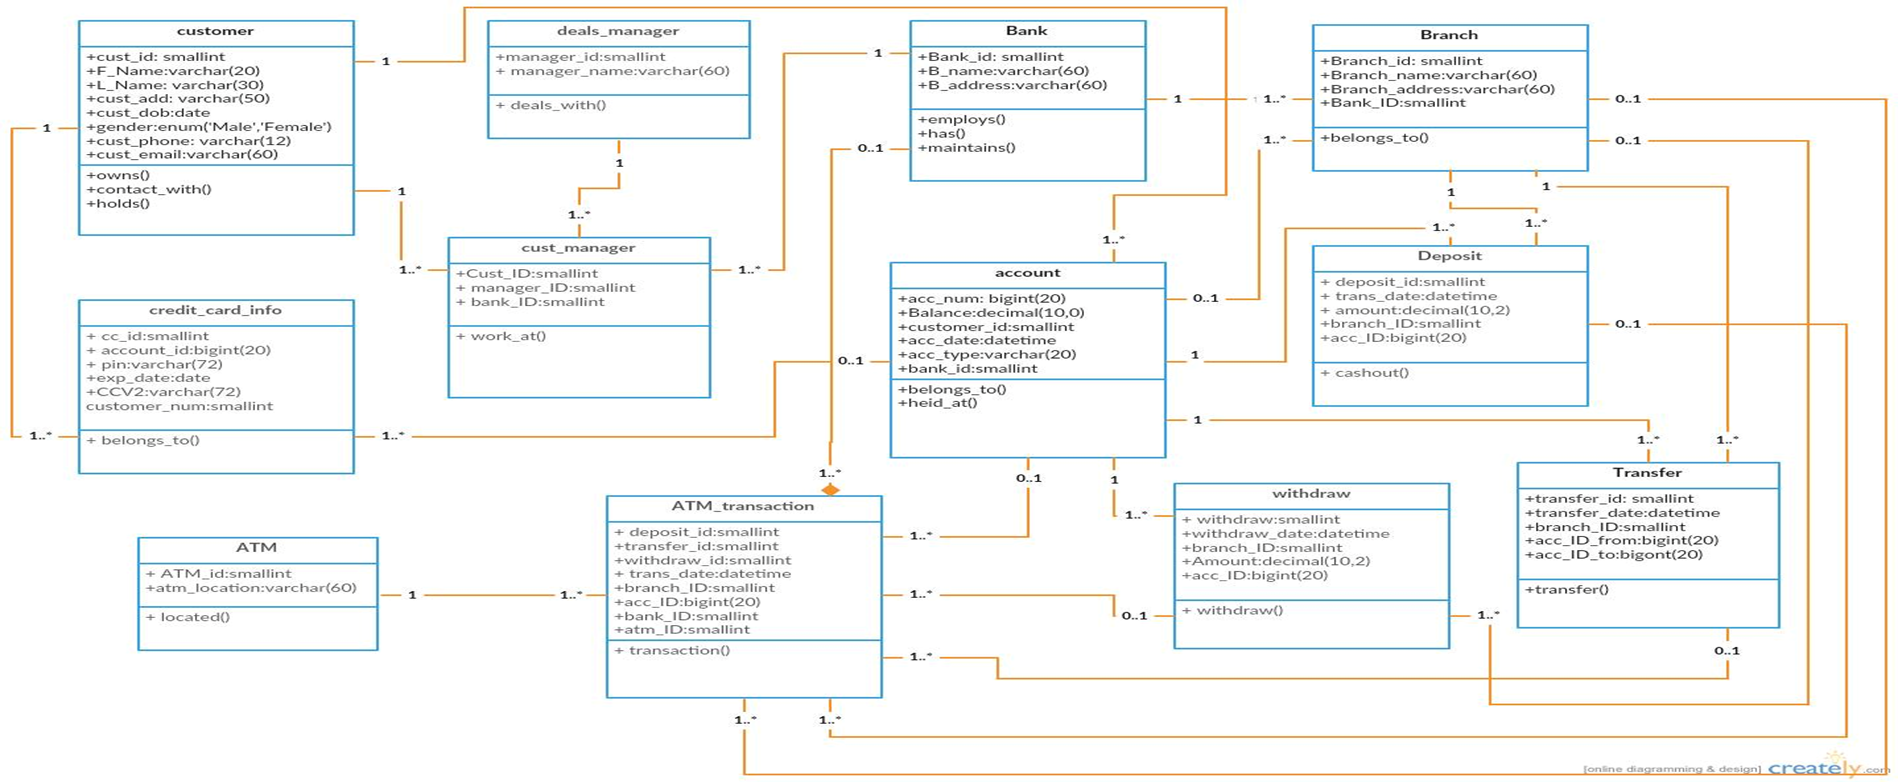 customer
+cust_id: smallint
+F_Name:varchar(20)
+L_Name: varchar(30)
+cust_add: varchar(50)
+cust_dob:date
+gender:enum('Male','Female')
+cust_phone: varchar(12)
+cust_email:varchar(60)
+owns()
+contact_with()
+holds()
1
1
1
deals_manager
+manager_id:smallint
+ manager_name:varchar(60)
+ deals_with()
1
1..*
Bank
+Bank_id: smallint
+B_name:varchar(60)
+B_address:varchar(60)
+employs()
+has()
+maintains()
1
0..1
1
1..*
1..*
Branch
+Branch_id: smallint
+Branch_name:varchar(60)
+Branch_address:varchar(60)
+Bank_ID:smallint
+belongs_to()
0..1
0..1
1
1
1..*
1..*
cust_manager
+Cust_ID:smallint
+ manager_ID:smallint
+ bank_ID:smallint
+ work_at()
1..*
1..*
account
+acc_num: bigint(20)
+Balance:decimal(10,0)
+customer_id:smallint
+acc_date:datetime
+acc_type:varchar(20)
+bank_id:smallint
+belongs_to()
+heid_at()
1..*
0..1
0..1
1
1
0..1
1
Deposit
+ deposit_id:smallint
+ trans_date:datetime
+ amount:decimal(10,2)
+branch_ID:smallint
+acc_ID:bigint(20)
+ cashout()
0..1
credit_card_info
+ cc_id:smallint
+ account_id:bigint(20)
+ pin:varchar(72)
+exp_date:date
+CCV2:varchar(72)
customer_num:smallint
+ belongs_to()
1..*
1..*
1..*
1..*
Transfer
+transfer_id: smallint
+transfer_date:datetime
+branch_ID:smallint
+acc_ID_from:bigint(20)
+acc_ID_to:bigont(20)
+transfer()
0..1
1..*
ATM_transaction
+ deposit_id:smallint
+transfer_id:smallint
+withdraw_id:smallint
+ trans_date:datetime
+branch_ID:smallint
+acc_ID:bigint(20)
+bank_ID:smallint
+atm_ID:smallint
+ transaction()
1..*
1..*
1..*
1..*
1..*
1..*
withdraw
+ withdraw:smallint
+withdraw_date:datetime
+branch_ID:smallint
+Amount:decimal(10,2)
+acc_ID:bigint(20)
+ withdraw()
1..*
0..1
1..*
ATM
+ ATM_id:smallint
+atm_location:varchar(60)
+ located()
1
[online diagramming & design] creately.com